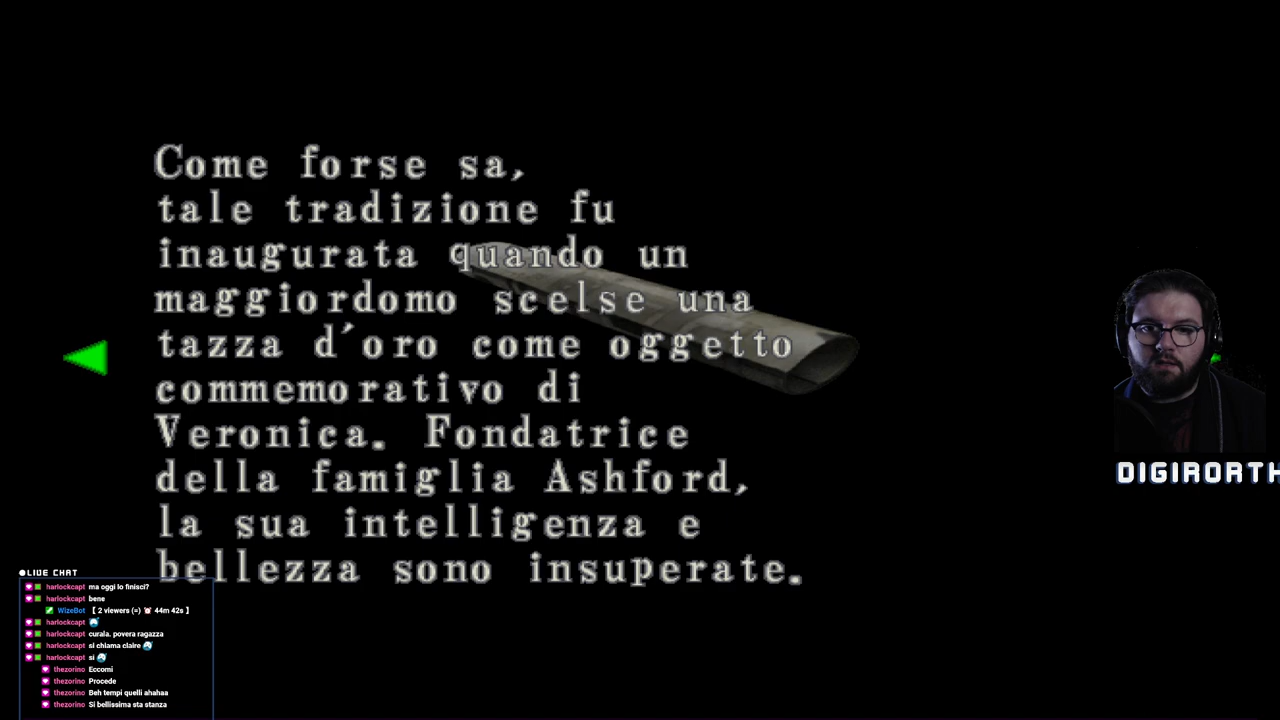 Come forse sa,
tale tradizione fu
inaugurata quando un
maggiordomo scelse una
tazza d'oro come oggetto
commemorativo di
Veronica. Fondatrice
della famiglia Ashford,
la sua intelligenza e
bellezza sono insuperate.
DIGIRORTH
LIVE CHAT
harlockcapt ma oggi lo finisci?
harlockcapt bene
WizeBot 【 2 viewers (=) 44m 42s 】
harlockcapt
harlockcapt curala. povera ragazza
harlockcapt si chiama claire
harlockcapt si
thezorino Eccomi
thezorino Procede
thezorino Beh tempi quelli ahahaa
thezorino Si bellissima sta stanza